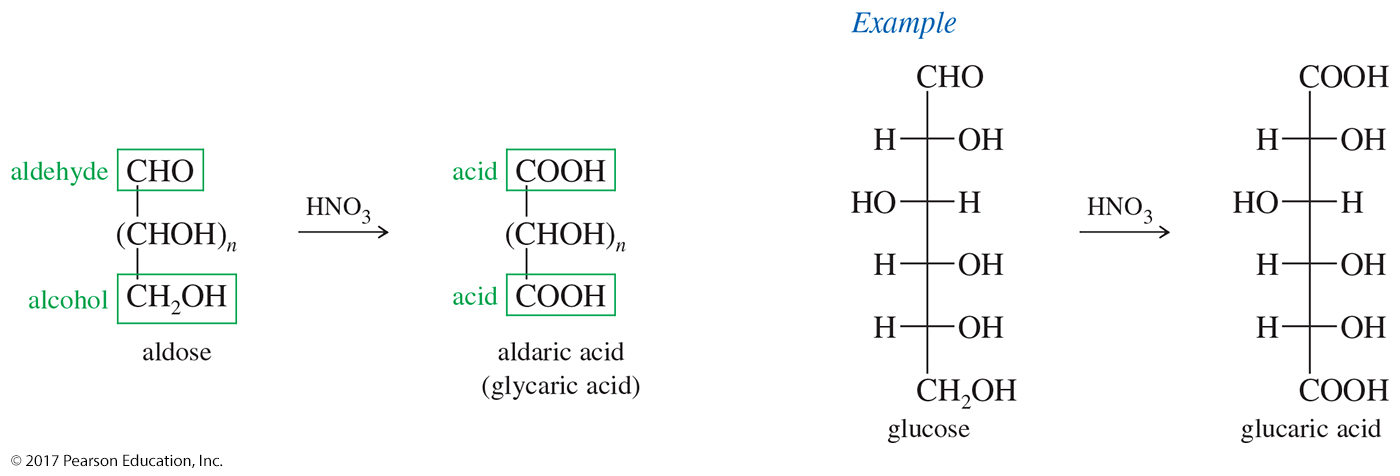 Example
aldehyde CHO
(CHOH)n
alcohol CH2OH
aldose
HNO3
acid COOH
(CHOH)n
acid COOH
aldaric acid
(glycaric acid)
CHO
H OH
HO H
H OH
H OH
CH2OH
glucose
HNO3
COOH
H OH
HO H
H OH
H OH
COOH
glucaric acid
© 2017 Pearson Education, Inc.